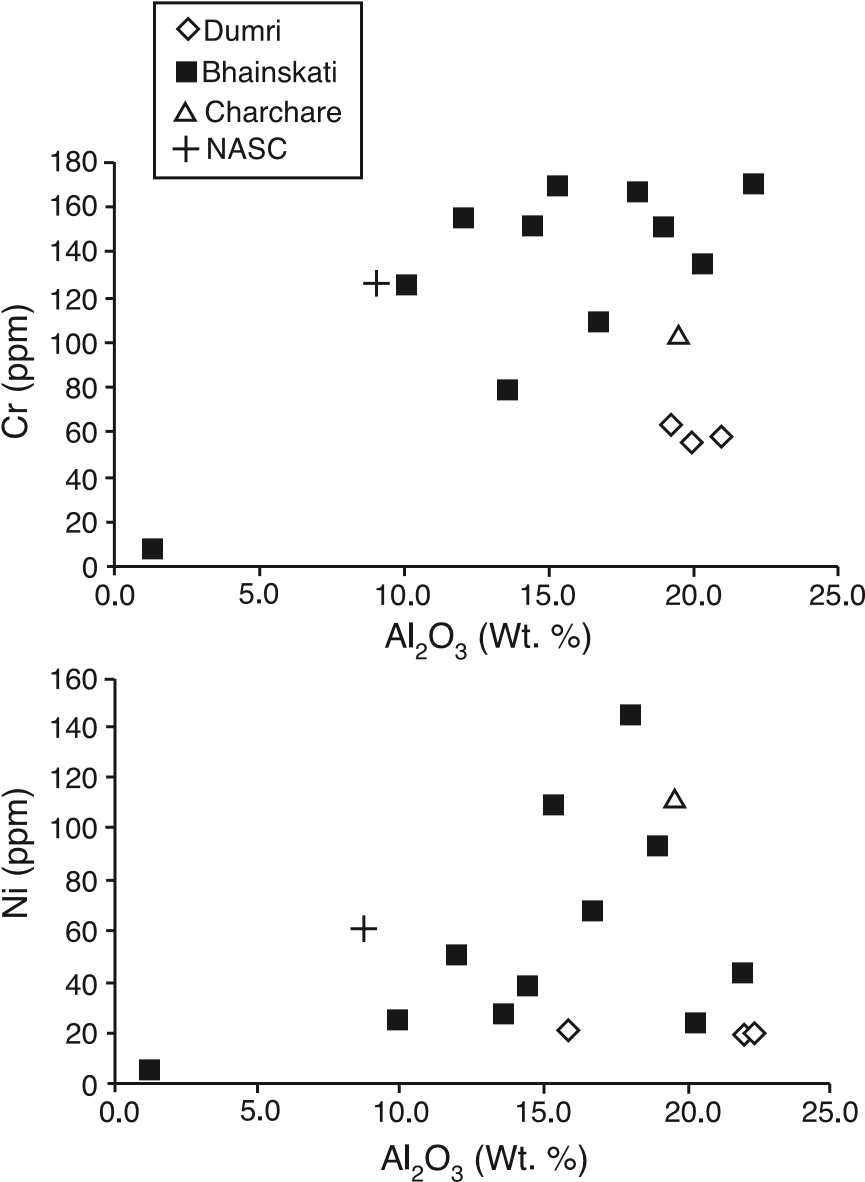 Dumri
Bhainskati
Charchare
NASC
180
160
140
120
100
80
60
40
20
0
Cr (ppm)
0.0 5.0 10.0 15.0 20.0 25.0
Al₂O₃ (Wt. %)
160
140
120
100
80
60
40
20
0
Ni (ppm)
0.0 5.0 10.0 15.0 20.0 25.0
Al₂O₃ (Wt. %)